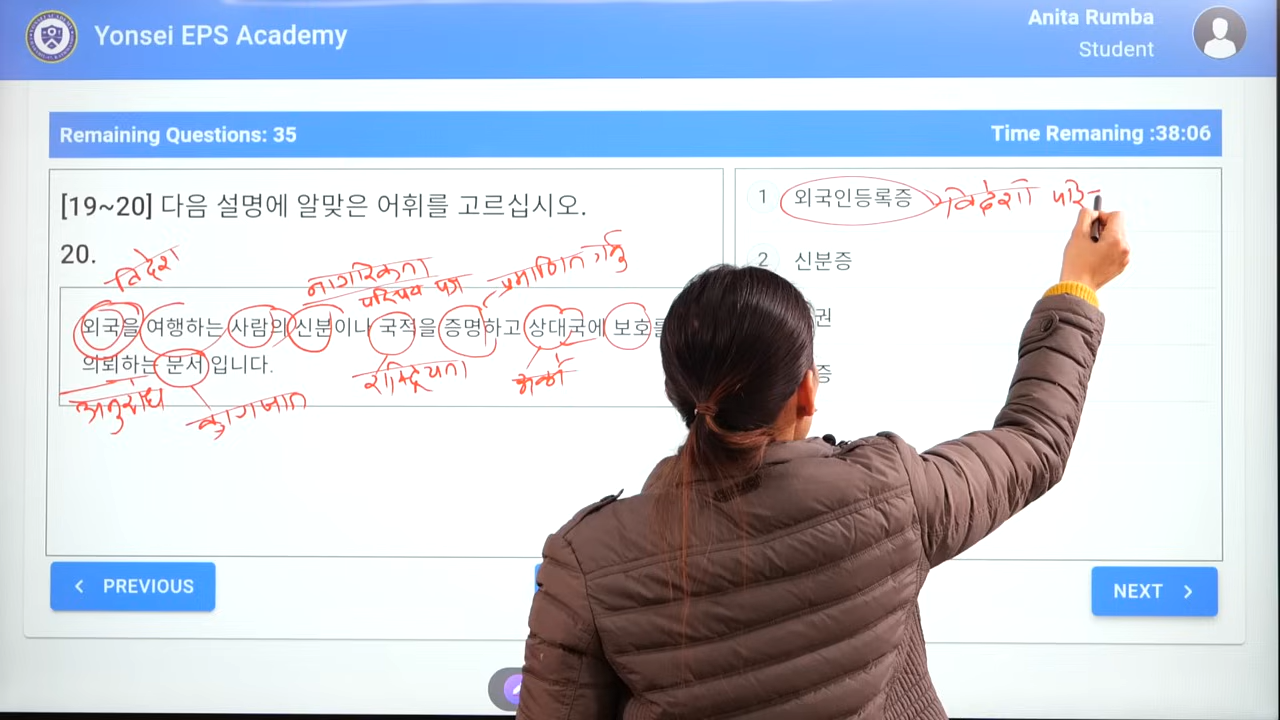 Yonsei EPS Academy
Anita Rumba
Student
Remaining Questions: 35
Time Remaning :38:06
[19~20] 다음 설명에 알맞은 어휘를 고르십시오.
20.
विदेश
नागरिकता
परिचय पत्र
प्रमाणित गर्नु
외국을 여행하는 사람의 신분이나 국적을 증명하고 상대국에 보호를
의뢰하는 문서입니다.
अनुरोध
कागजात
राष्ट्रियता
1 외국인등록증
विदेशी
2 신분증
권
증
PREVIOUS
NEXT